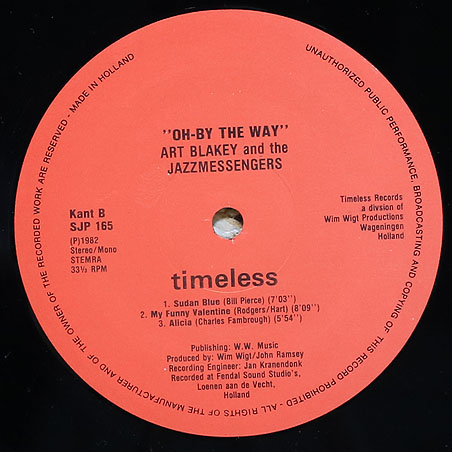 "OH-BY THE WAY"
ART BLAKEY and the
JAZZMESSENGERS
Kant B
SJP 165
(P)1982
Stereo/Mono
STEMRA
33⅓ RPM
Timeless Records
a division of
Wim Wigt Productions
Wageningen
Holland
timeless
1. Sudan Blue (Bill Pierce) (7'03")
2. My Funny Valentine (Rodgers/Hart) (8'09")
3. Alicia (Charles Fambrough) (5'54")
Publishing: W.W. Music
Produced by: Wim Wigt/John Ramsey
Recording Engineer: Jan Kranendonk
Recorded at Fendal Sound Studio's,
Loenen aan de Vecht,
Holland
UNAUTHORIZED PUBLIC PERFORMANCE, BROADCASTING AND COPYING OF THIS RECORD PROHIBITED - ALL RIGHTS OF THE MANUFACTURER AND OF THE OWNER OF THE RECORDED WORK ARE RESERVED - MADE IN HOLLAND